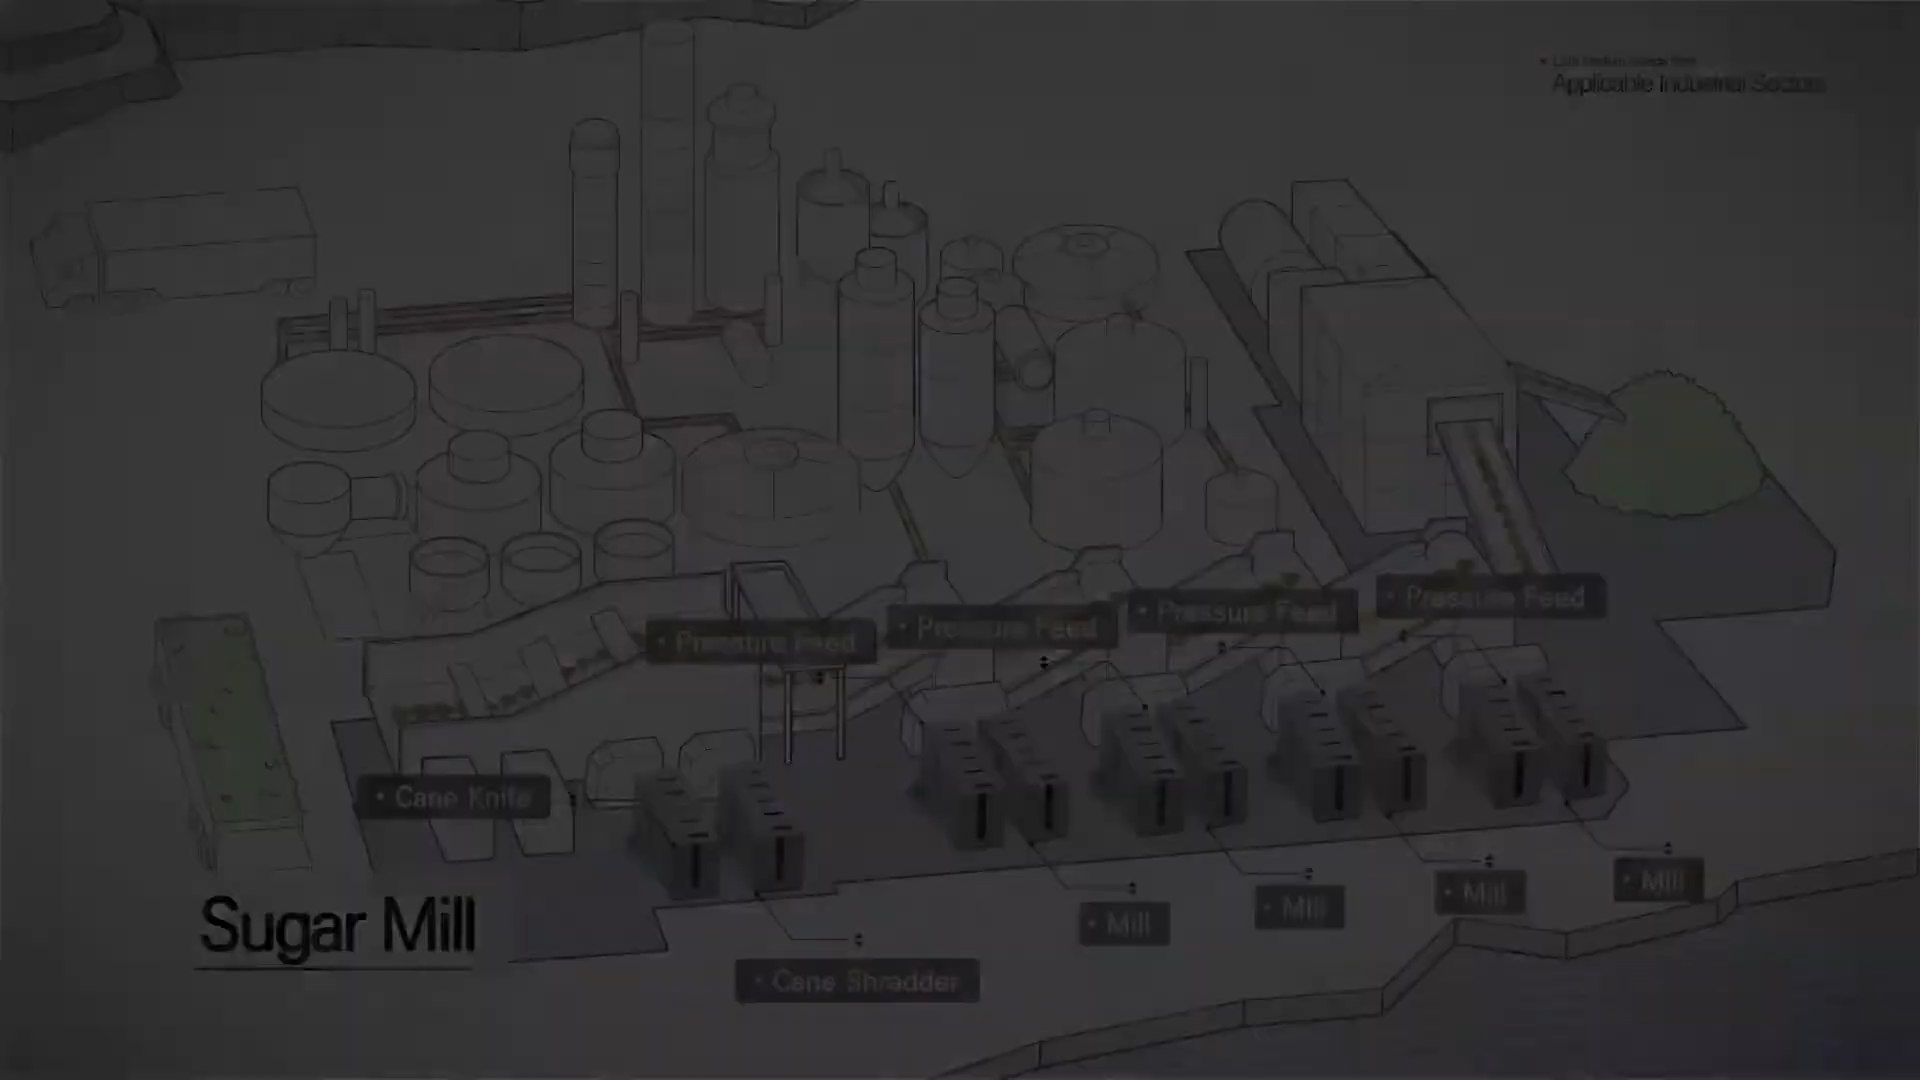 Applicable Industrial Sectors
• Pressure Feed
• Pressure Feed
• Pressure Feed
• Pressure Feed
• Cane Knife
• Mill
• Mill
• Mill
• Mill
Sugar Mill
• Cane Shradder